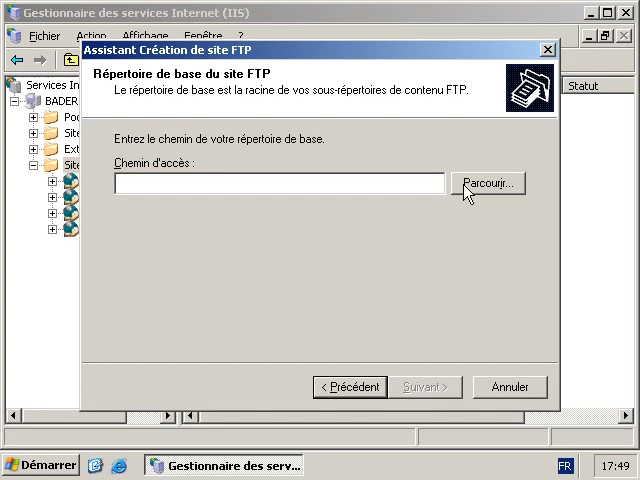 Gestionnaire des services Internet (IIS)
Fichier Action Affichage Fenêtre ?
Assistant Création de site FTP
Répertoire de base du site FTP
Le répertoire de base est la racine de vos sous-répertoires de contenu FTP.
Services In
Statut
BADER
Poo
Site
Ext
Site
Entrez le chemin de votre répertoire de base.
Chemin d'accès :
Parcourir...
< Précédent
Suivant >
Annuler
Démarrer
Gestionnaire des serv...
FR
17:49